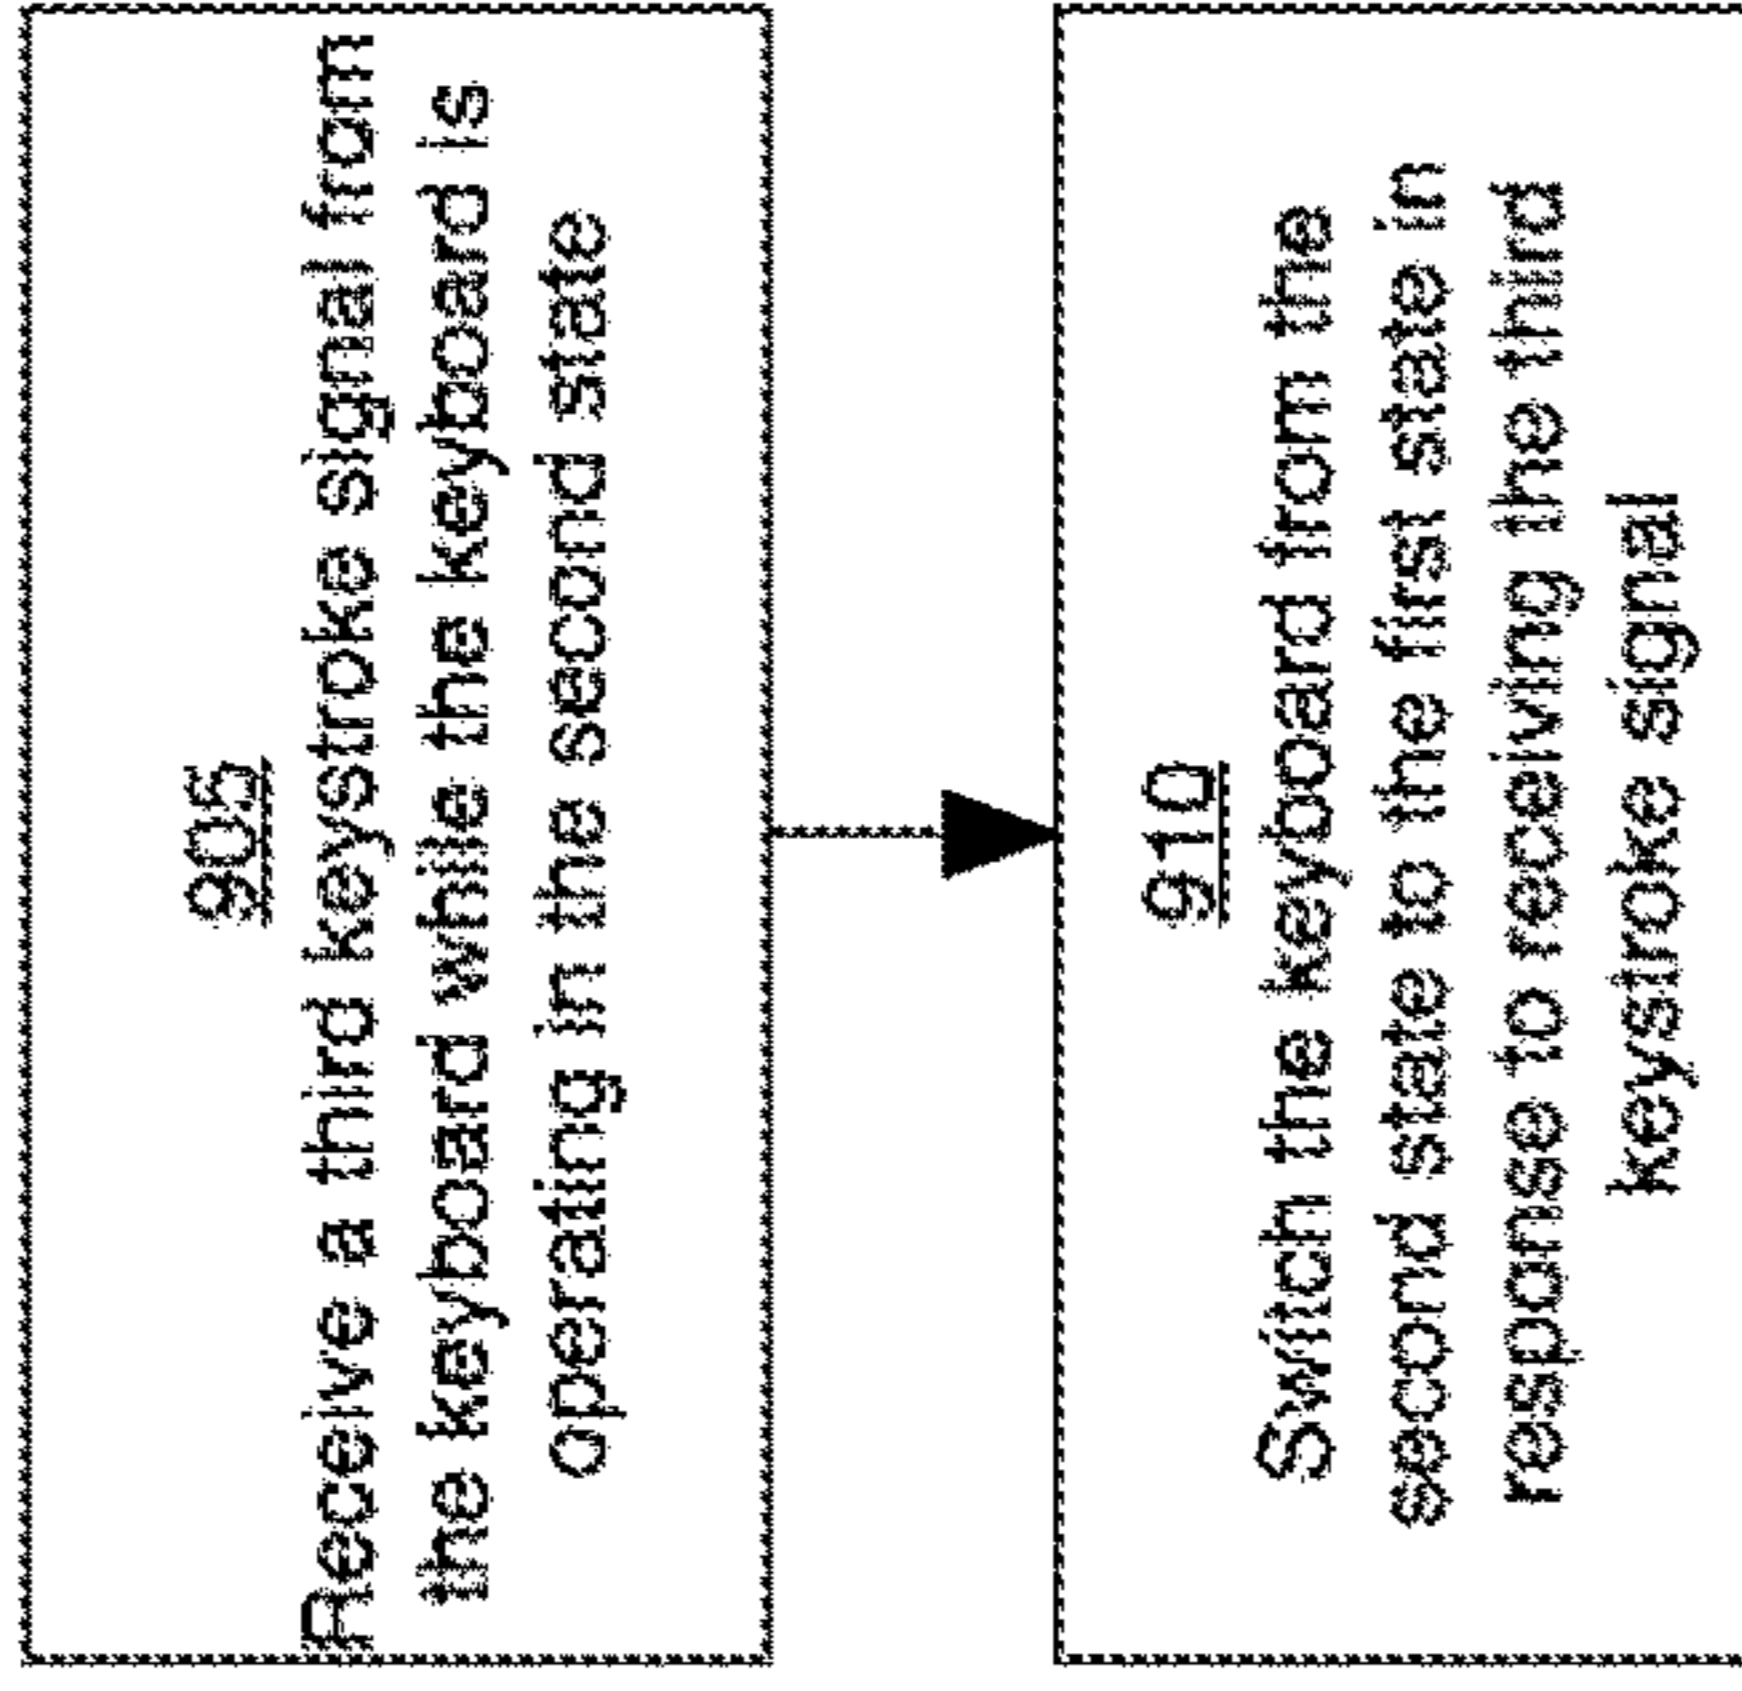 905
Receive a third keystroke signal from
the keyboard while the keyboard is
operating in the second state
910
Switch the keyboard from the
second state to the first state in
response to receiving the third
keystroke signal